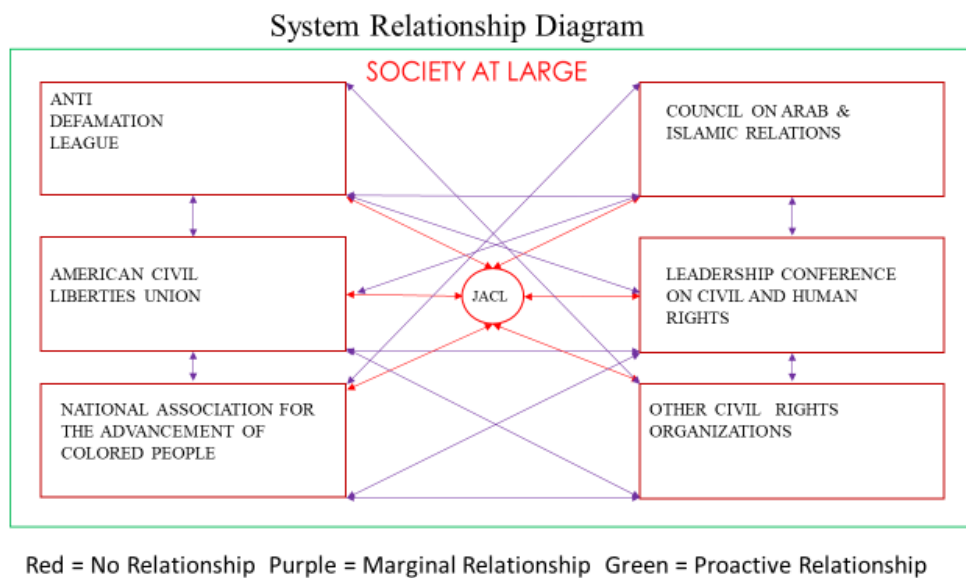 System Relationship Diagram
SOCIETY AT LARGE
ANTI
DEFAMATION
LEAGUE
COUNCIL ON ARAB &
ISLAMIC RELATIONS
AMERICAN CIVIL
LIBERTIES UNION
JACL
LEADERSHIP CONFERENCE
ON CIVIL AND HUMAN
RIGHTS
NATIONAL ASSOCIATION FOR
THE ADVANCEMENT OF
COLORED PEOPLE
OTHER CIVIL RIGHTS
ORGANIZATIONS
Red = No Relationship Purple = Marginal Relationship Green = Proactive Relationship